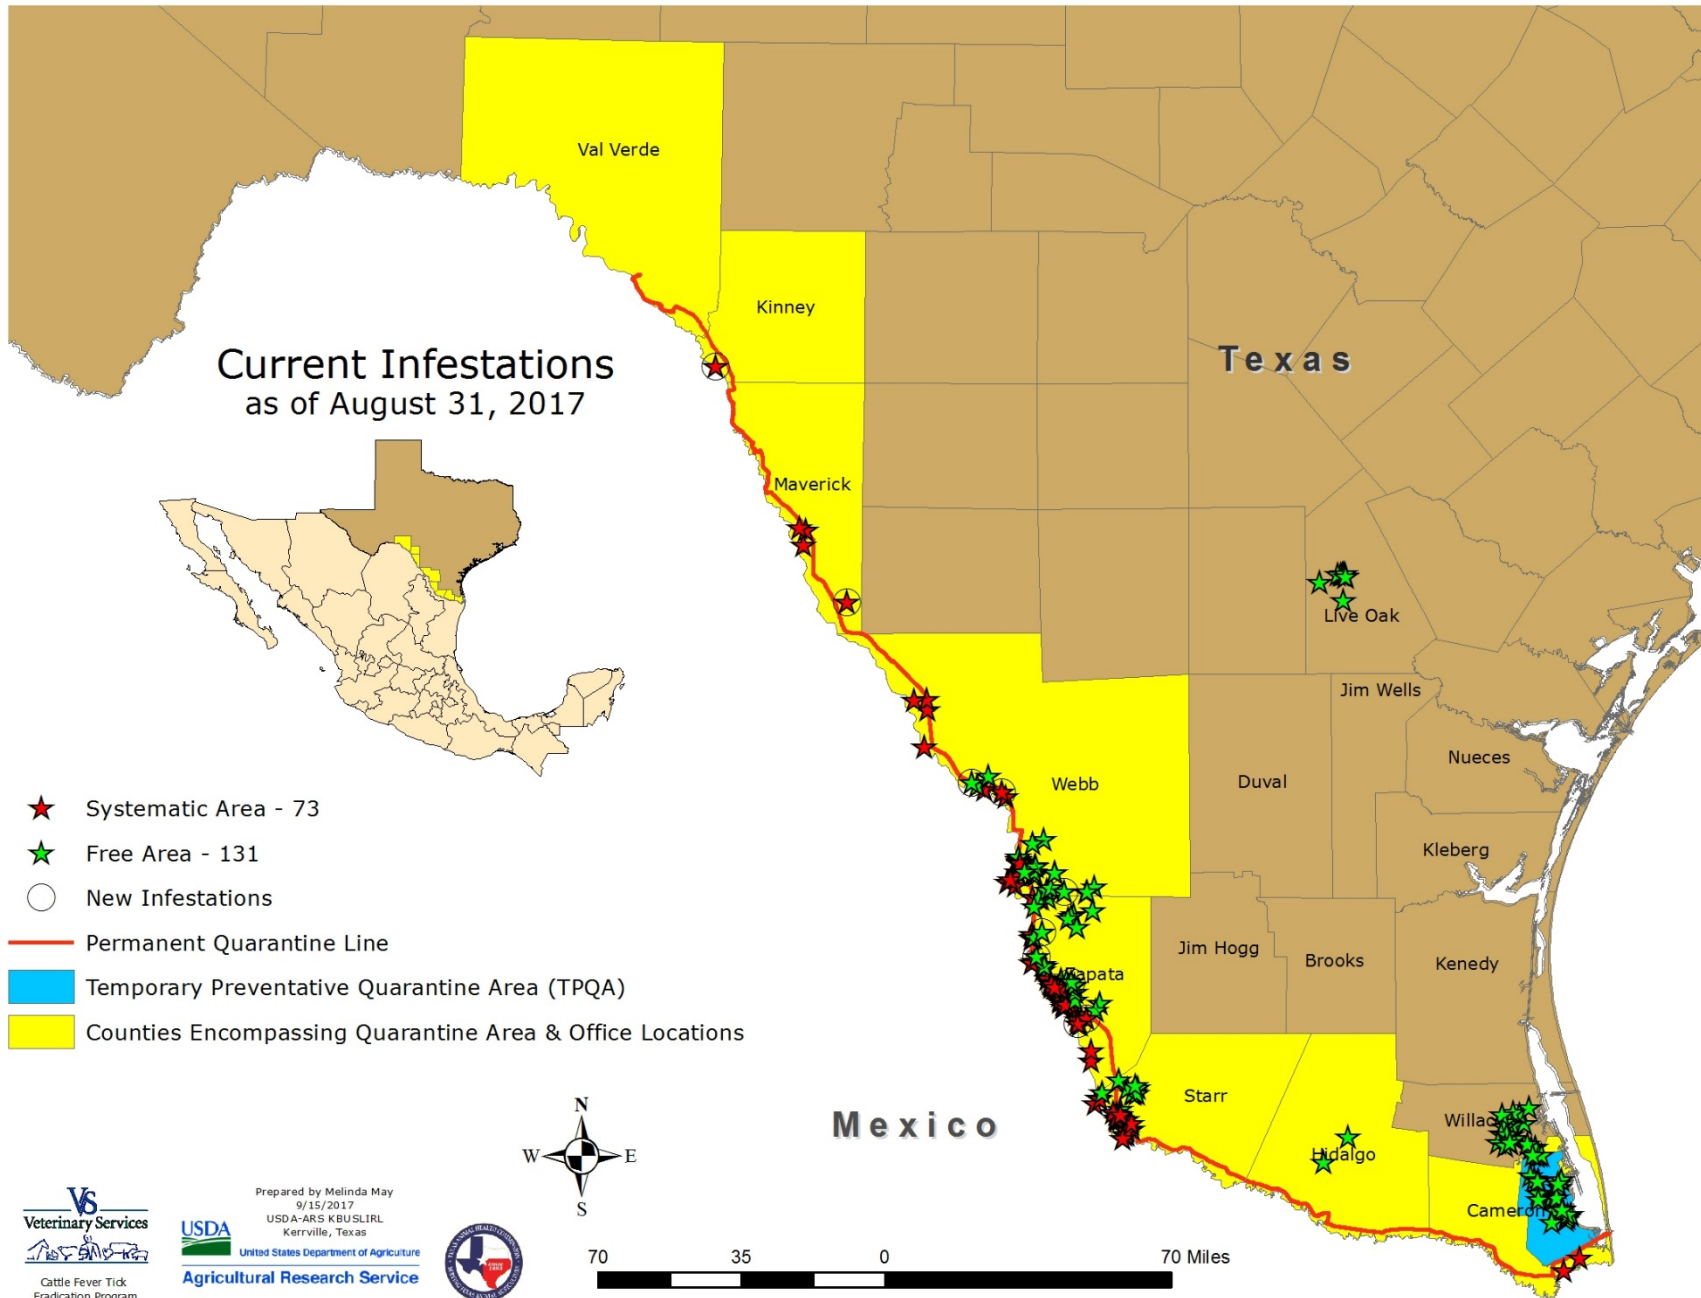 Val Verde
Kinney
Texas
Current Infestations
as of August 31, 2017
Maverick
Live Oak
Jim Wells
Nueces
Webb
Duval
Systematic Area - 73
Free Area - 131
Kleberg
New Infestations
Permanent Quarantine Line
Jim Hogg
Brooks
Kenedy
Zapata
Temporary Preventative Quarantine Area (TPQA)
Counties Encompassing Quarantine Area & Office Locations
Starr
Mexico
Hidalgo
Cameron
N
W E
S
VS
Veterinary Services
Cattle Fever Tick
Eradication Program
Prepared by Melinda May
9/15/2017
USDA-ARS KBUSLIRL
Kerrville, Texas
USDA
United States Department of Agriculture
Agricultural Research Service
70 35 0 70 Miles